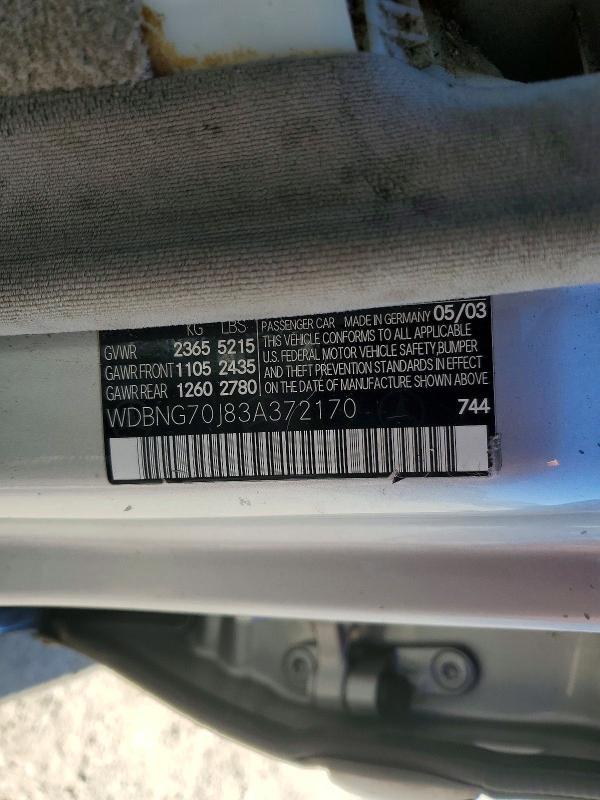 KG LBS
GVWR 2365 5215
GAWR FRONT 1105 2435
GAWR REAR 1260 2780
PASSENGER CAR MADE IN GERMANY 05/03
THIS VEHICLE CONFORMS TO ALL APPLICABLE
U.S. FEDERAL MOTOR VEHICLE SAFETY,BUMPER
AND THEFT PREVENTION STANDARDS IN EFFECT
ON DATE OF MANUFACTURE SHOWN ABOVE
WDBNG70J83A372170 744